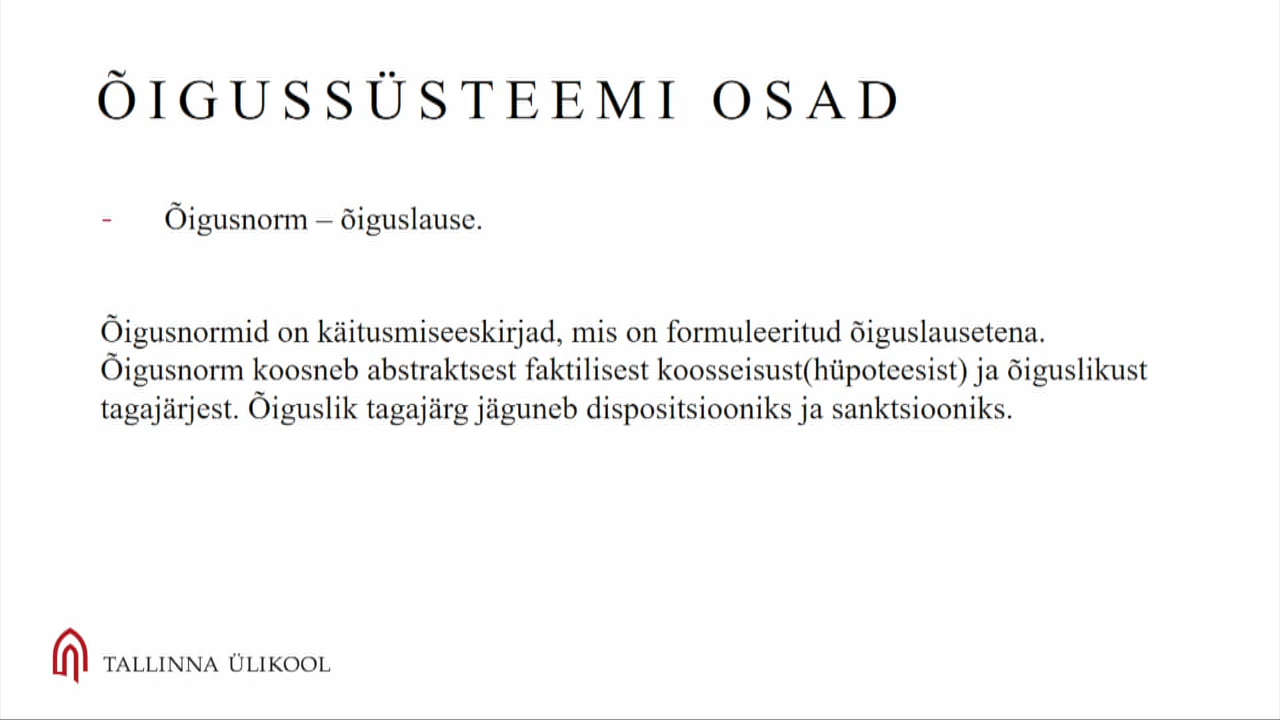 ÕIGUSSÜSTEEMI OSAD
- Õigusnorm – õiguslause.
Õigusnormid on käitusmiseeskirjad, mis on formuleeritud õiguslausetena.
Õigusnorm koosneb abstraktsest faktilisest koosseisust(hüpoteesist) ja õiguslikust
tagajärjest. Õiguslik tagajärg jäguneb dispositsiooniks ja sanktsiooniks.
TALLINNA ÜLIKOOL